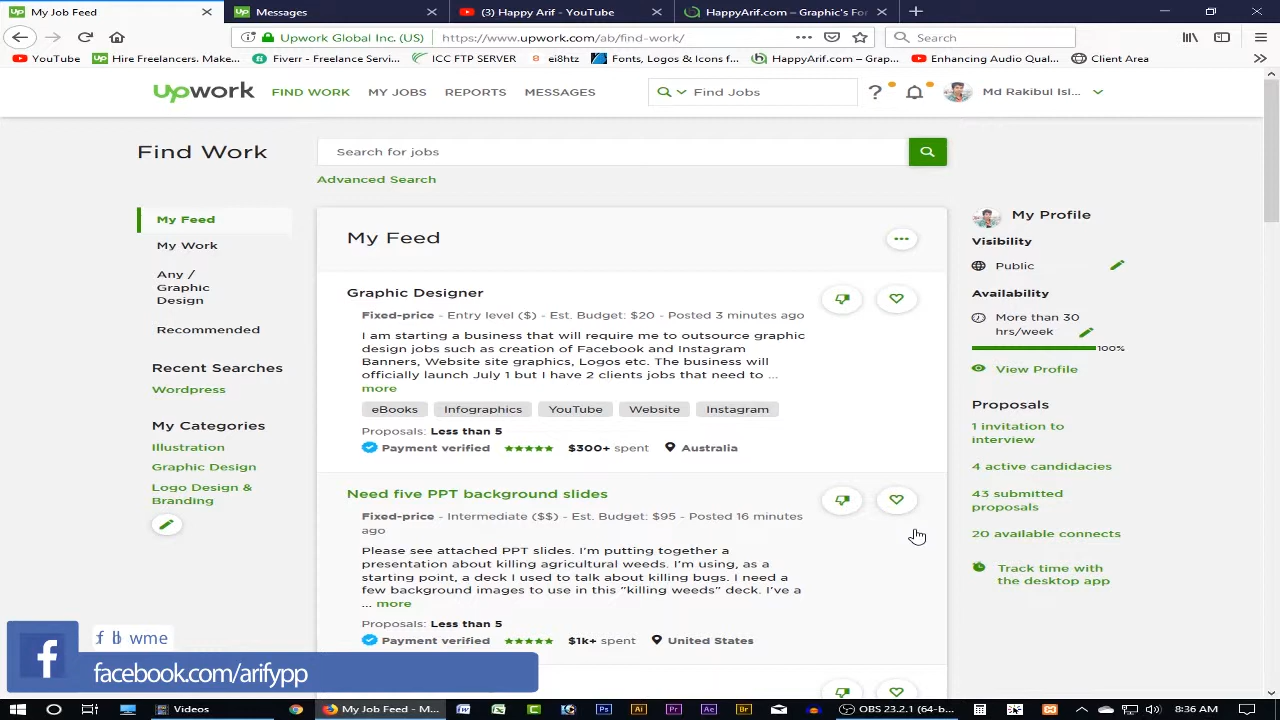 My Job Feed
Messages
(3) Happy Arif - YouTube
HappyArif.com – Graphic's For
Upwork Global Inc. (US)
https://www.upwork.com/ab/find-work/
Search
YouTube
Hire Freelancers. Make...
Fiverr - Freelance Servi...
ICC FTP SERVER
ei8htz
Fonts, Logos & Icons f...
HappyArif.com – Grap...
Enhancing Audio Qual...
Client Area
upwork
FIND WORK
MY JOBS
REPORTS
MESSAGES
Find Jobs
Md Rakibul Isl...
Find Work
Search for jobs
Advanced Search
My Feed
My Work
Any /
Graphic
Design
Recommended
Recent Searches
Wordpress
My Categories
Illustration
Graphic Design
Logo Design &
Branding
My Feed
Graphic Designer
Fixed-price - Entry level ($) - Est. Budget: $20 - Posted 3 minutes ago
I am starting a business that will require me to outsource graphic
design jobs such as creation of Facebook and Instagram
Banners, Website site graphics, Logos etc. The business will
officially launch July 1 but I have 2 clients jobs that need to ...
more
eBooks
Infographics
YouTube
Website
Instagram
Proposals: Less than 5
Payment verified
$300+ spent
Australia
Need five PPT background slides
Fixed-price - Intermediate ($$) - Est. Budget: $95 - Posted 16 minutes
ago
Please see attached PPT slides. I'm putting together a
presentation about killing agricultural weeds. I'm using, as a
starting point, a deck I used to talk about killing bugs. I need a
few background images to use in this "killing weeds" deck. I've a
... more
Proposals: Less than 5
Payment verified
$1k+ spent
United States
My Profile
Visibility
Public
Availability
More than 30
hrs/week
100%
View Profile
Proposals
1 invitation to
interview
4 active candidacies
43 submitted
proposals
20 available connects
Track time with
the desktop app
facebook.com/arifypp
Videos
My Job Feed - M...
OBS 23.2.1 (64-b...
8:36 AM